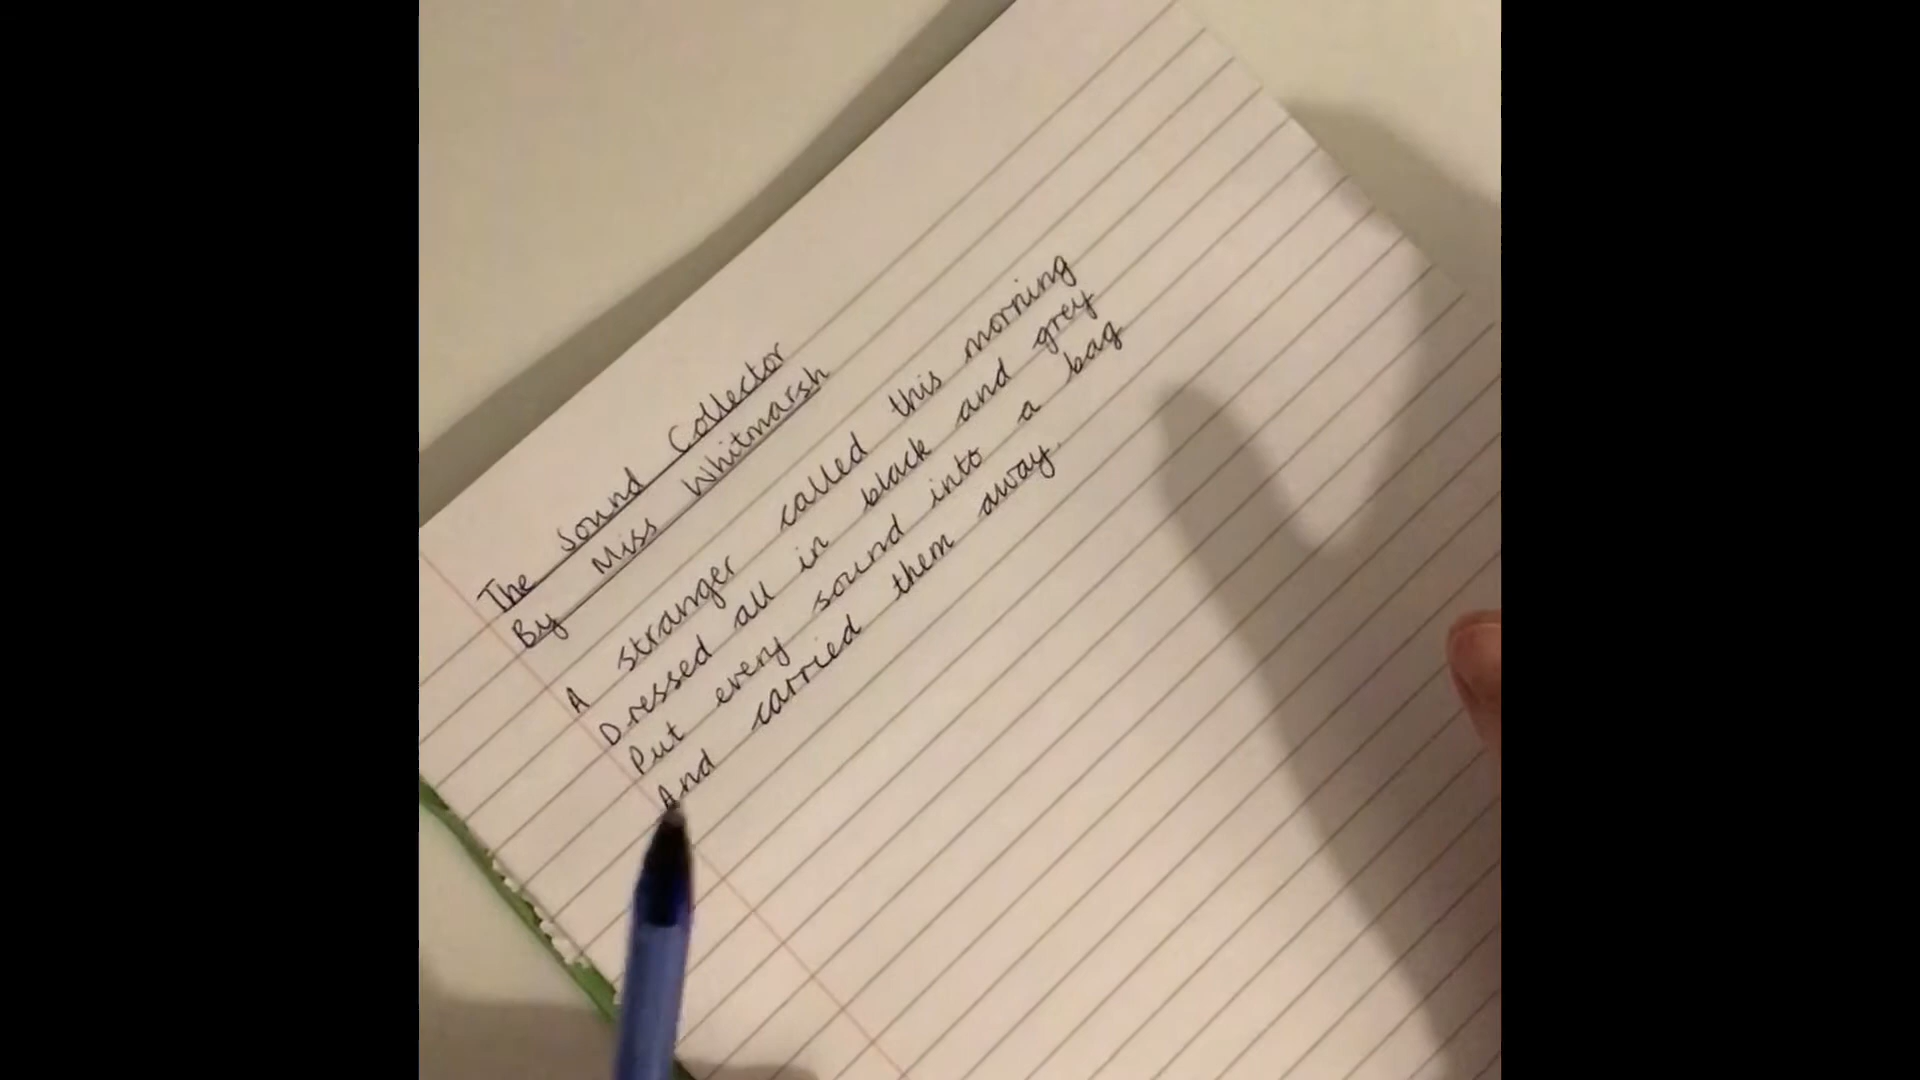 The Sound Collector
By Miss Whitmarsh
A stranger called this morning
Dressed all in black and grey
Put every sound into a bag
And carried them away.